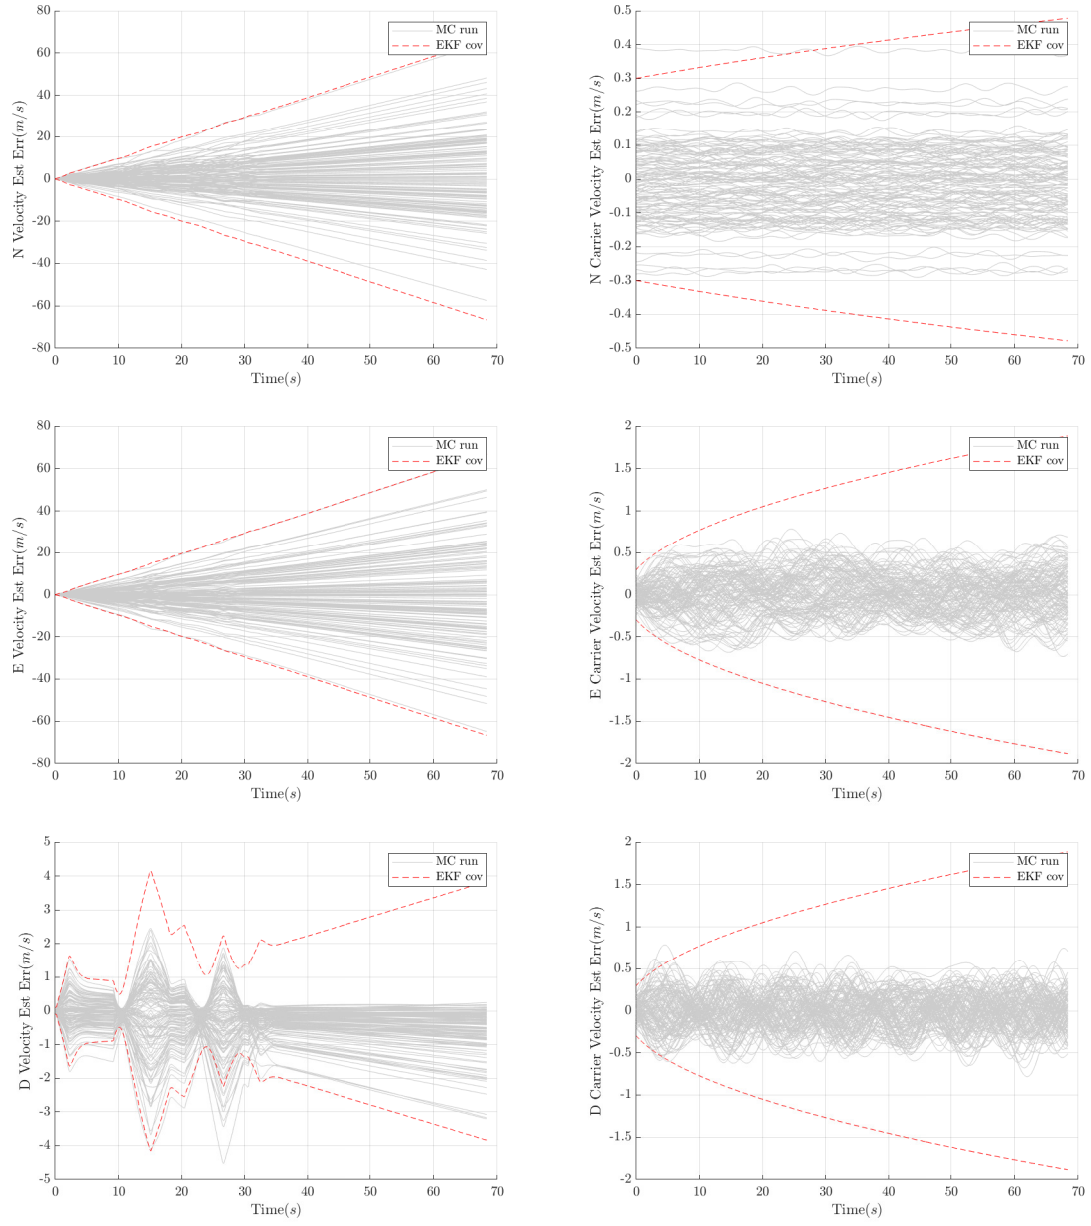 80
60
40
20
0
-20
-40
-60
-80
0 10 20 30 40 50 60 70
N Velocity Est Err(m/s)
Time(s)
MC run
EKF cov
0.5
0.4
0.3
0.2
0.1
0
-0.1
-0.2
-0.3
-0.4
-0.5
0 10 20 30 40 50 60 70
N Carrier Velocity Est Err(m/s)
Time(s)
MC run
EKF cov
80
60
40
20
0
-20
-40
-60
-80
0 10 20 30 40 50 60 70
E Velocity Est Err(m/s)
Time(s)
MC run
EKF cov
2
1.5
1
0.5
0
-0.5
-1
-1.5
-2
0 10 20 30 40 50 60 70
E Carrier Velocity Est Err(m/s)
Time(s)
MC run
EKF cov
5
4
3
2
1
0
-1
-2
-3
-4
-5
0 10 20 30 40 50 60 70
D Velocity Est Err(m/s)
Time(s)
MC run
EKF cov
2
1.5
1
0.5
0
-0.5
-1
-1.5
-2
0 10 20 30 40 50 60 70
D Carrier Velocity Est Err(m/s)
Time(s)
MC run
EKF cov